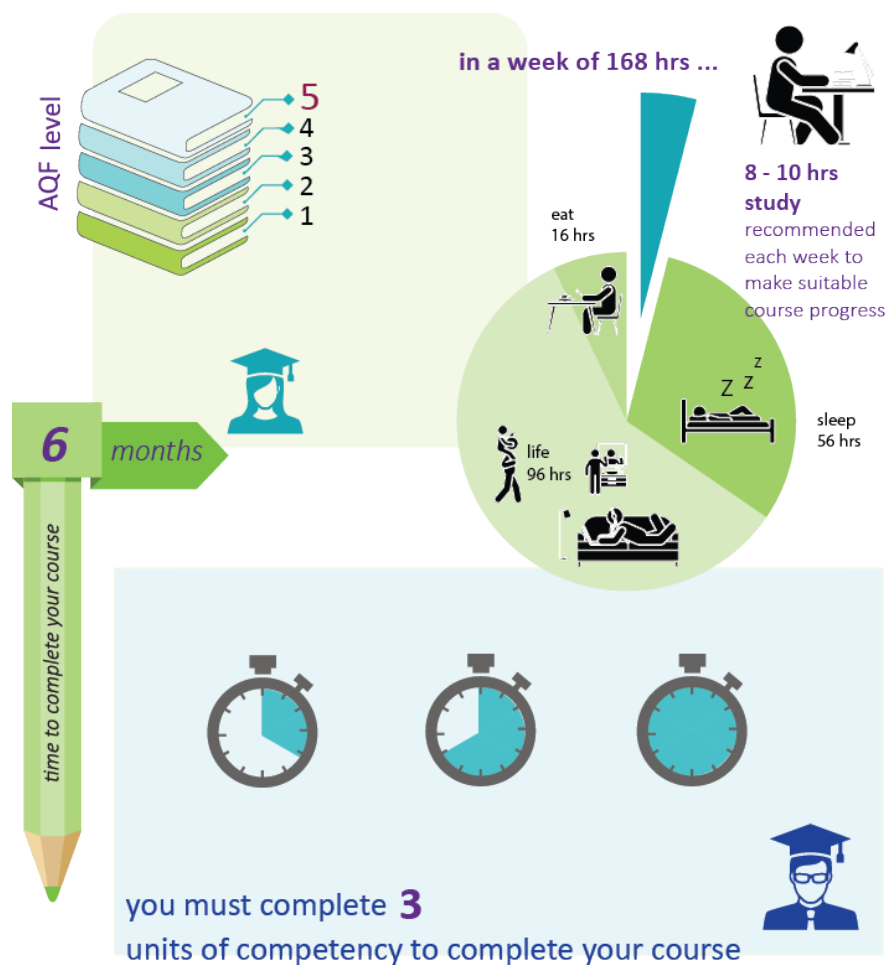 AQF level
5
4
3
2
1
in a week of 168 hrs ...
8 - 10 hrs
study
recommended
each week to
make suitable
course progress
eat
16 hrs
z
z
z
sleep
56 hrs
life
96 hrs
6
months
time to complete your course
you must complete 3
units of competency to complete your course